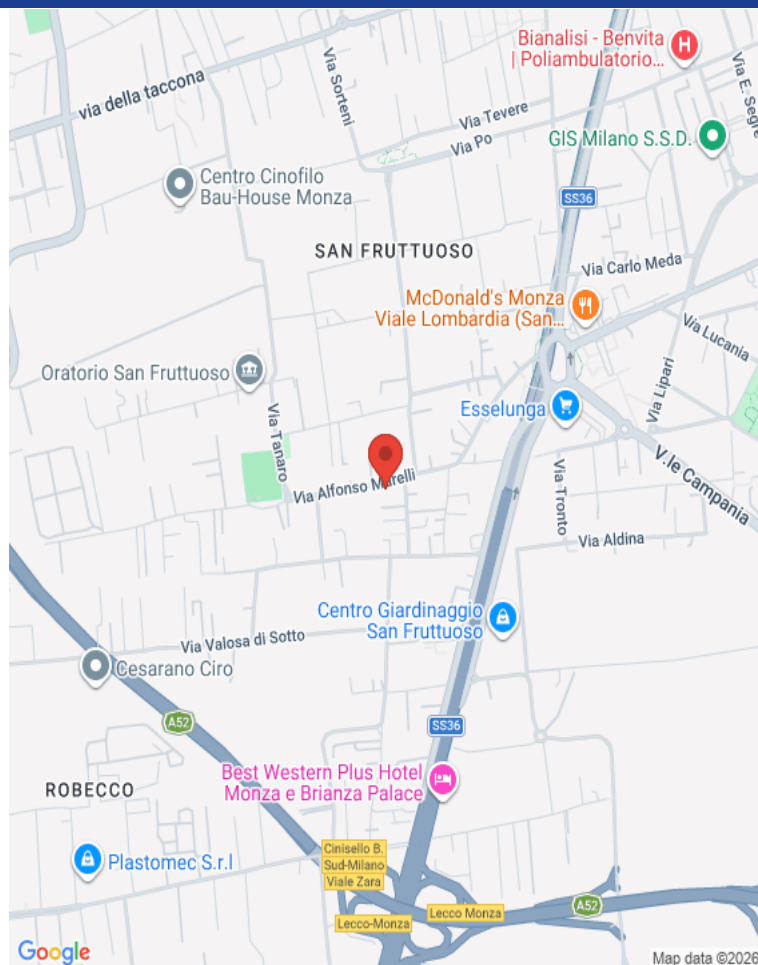 Bianalisi - Benvita
| Poliambulatorio...
via della taccona
Via Sorteni
Via Tevere
Via Po
Via E. Segre
GIS Milano S.S.D.
Centro Cinofilo
Bau-House Monza
SS36
SAN FRUTTUOSO
Via Carlo Meda
McDonald's Monza
Viale Lombardia (San...
Via Lucania
Oratorio San Fruttuoso
Via Lipari
Esselunga
Via Tanaro
V.le Campania
Via Alfonso Marelli
Via Tronto
Via Aldina
Centro Giardinaggio
San Fruttuoso
Via Valosa di Sotto
Cesarano Ciro
A52
SS36
Best Western Plus Hotel
Monza e Brianza Palace
ROBECCO
Plastomec S.r.l
Cinisello B.
Sud-Milano
Viale Zara
Lecco-Monza
Lecco Monza
A52
Google
Map data ©2026